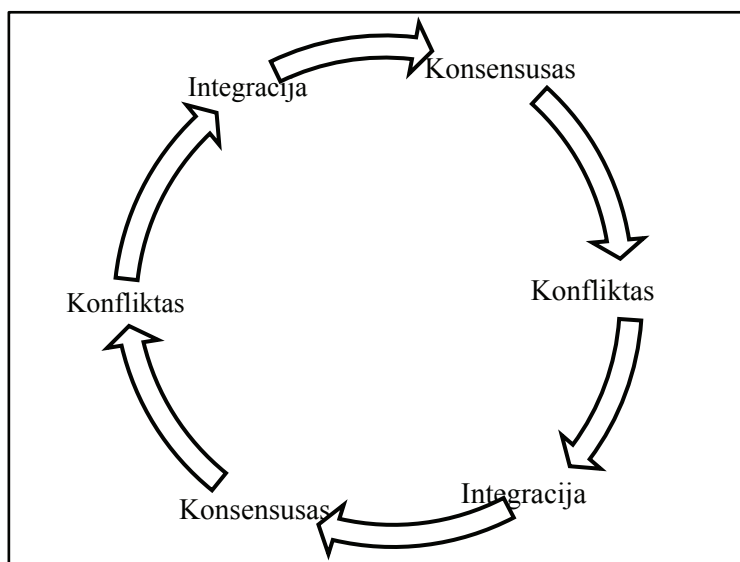 Integracija
Konsensusas
Konfliktas
Konfliktas
Integracija
Konsensusas